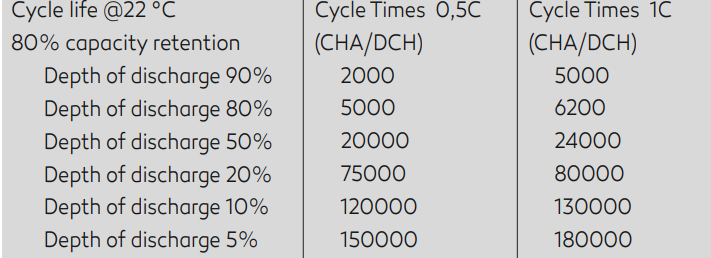 Cycle life @22 °C Cycle Times 0,5C Cycle Times 1C
80% capacity retention (CHA/DCH) (CHA/DCH)
Depth of discharge 90% 2000 5000
Depth of discharge 80% 5000 6200
Depth of discharge 50% 20000 24000
Depth of discharge 20% 75000 80000
Depth of discharge 10% 120000 130000
Depth of discharge 5% 150000 180000